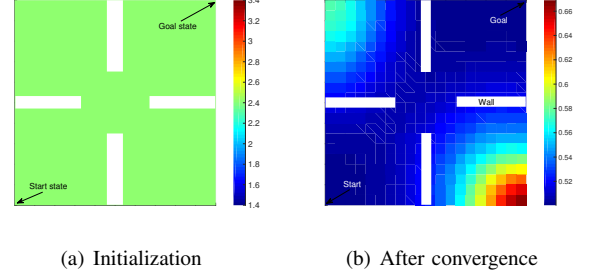 Goal state
Start state
3.4
3.2
3
2.8
2.6
2.4
2.2
2
1.8
1.6
1.4
Goal
Wall
Start
0.66
0.64
0.62
0.6
0.58
0.56
0.54
0.52
(a) Initialization
(b) After convergence